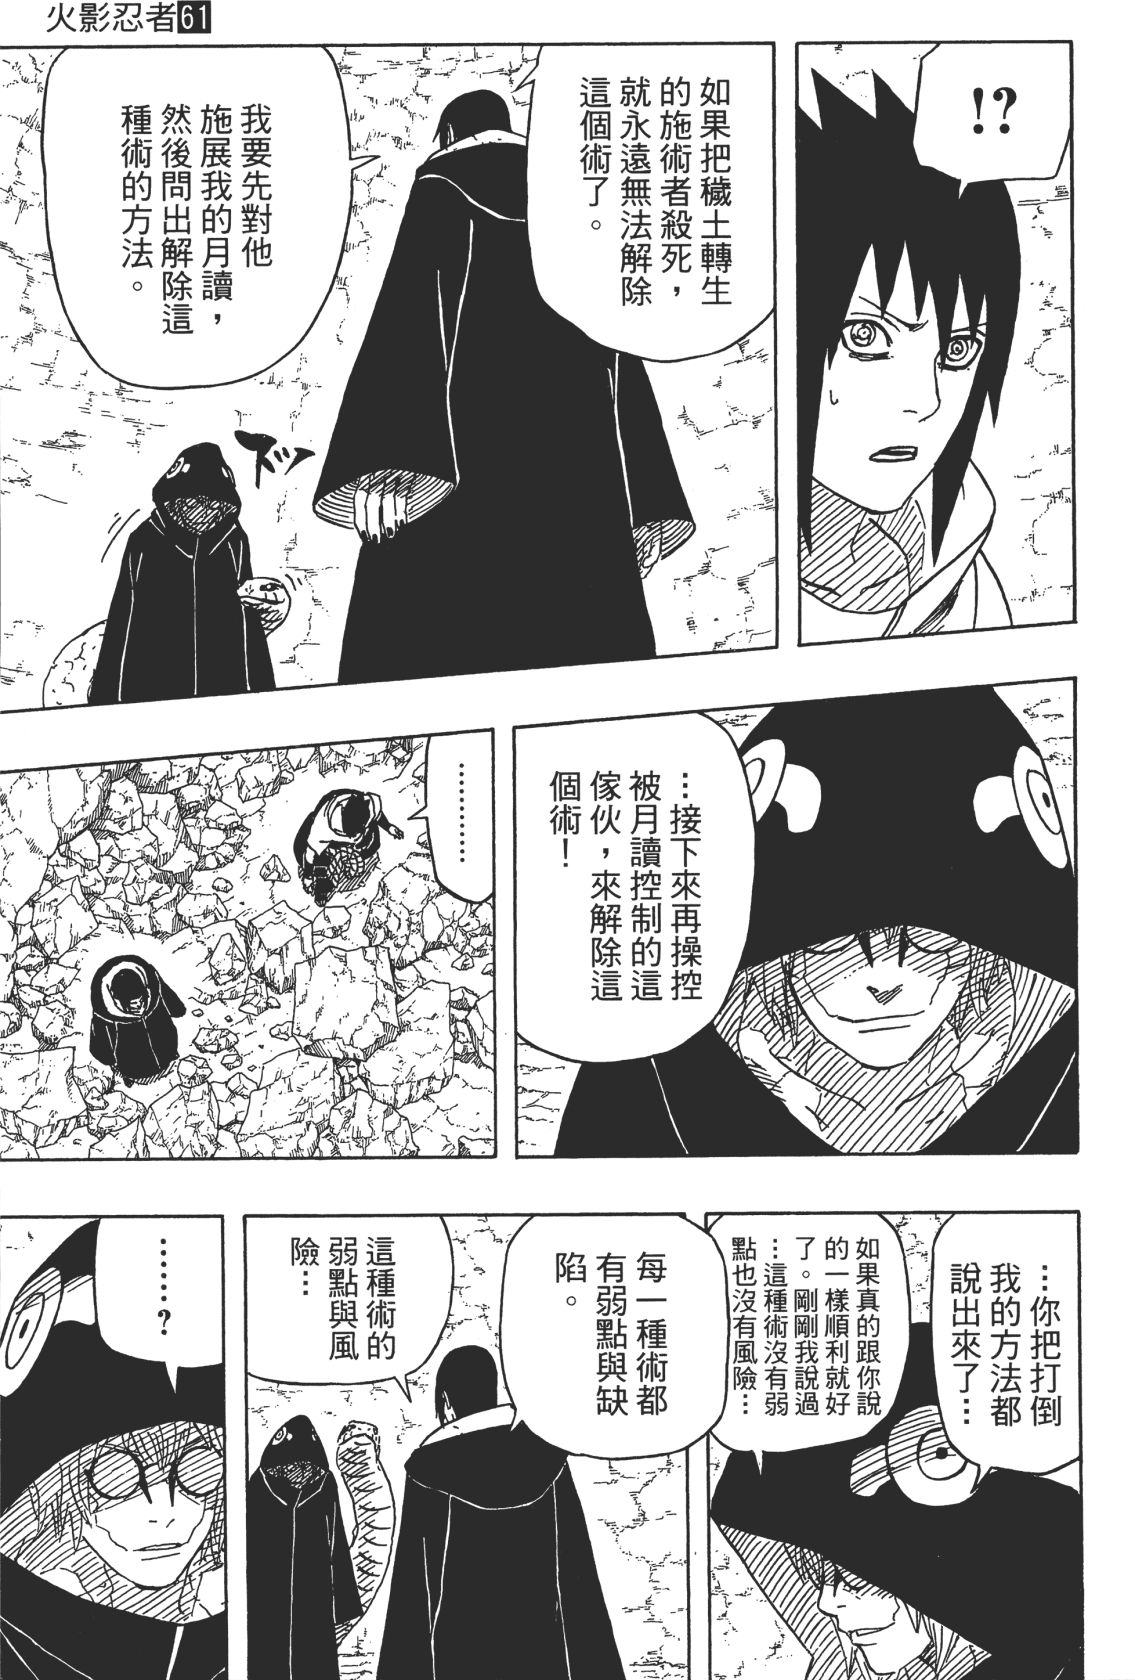 火影忍者61
!?
如果把穢土轉生
的施術者殺死，
就永遠無法解除
這個術了。
我要先對他
施展我的月讀，
然後問出解除這
種術的方法。
…接下來再操控
被月讀控制的這
傢伙，來解除這
個術！
………
…你把打倒
我的方法都
說出來了…
如果真的跟你說
的一樣順利就好
了。剛剛我說過
…這種術沒有弱
點也沒有風險…
每一種術都
有弱點與缺
陷。
這種術的
弱點與風
險…
……?